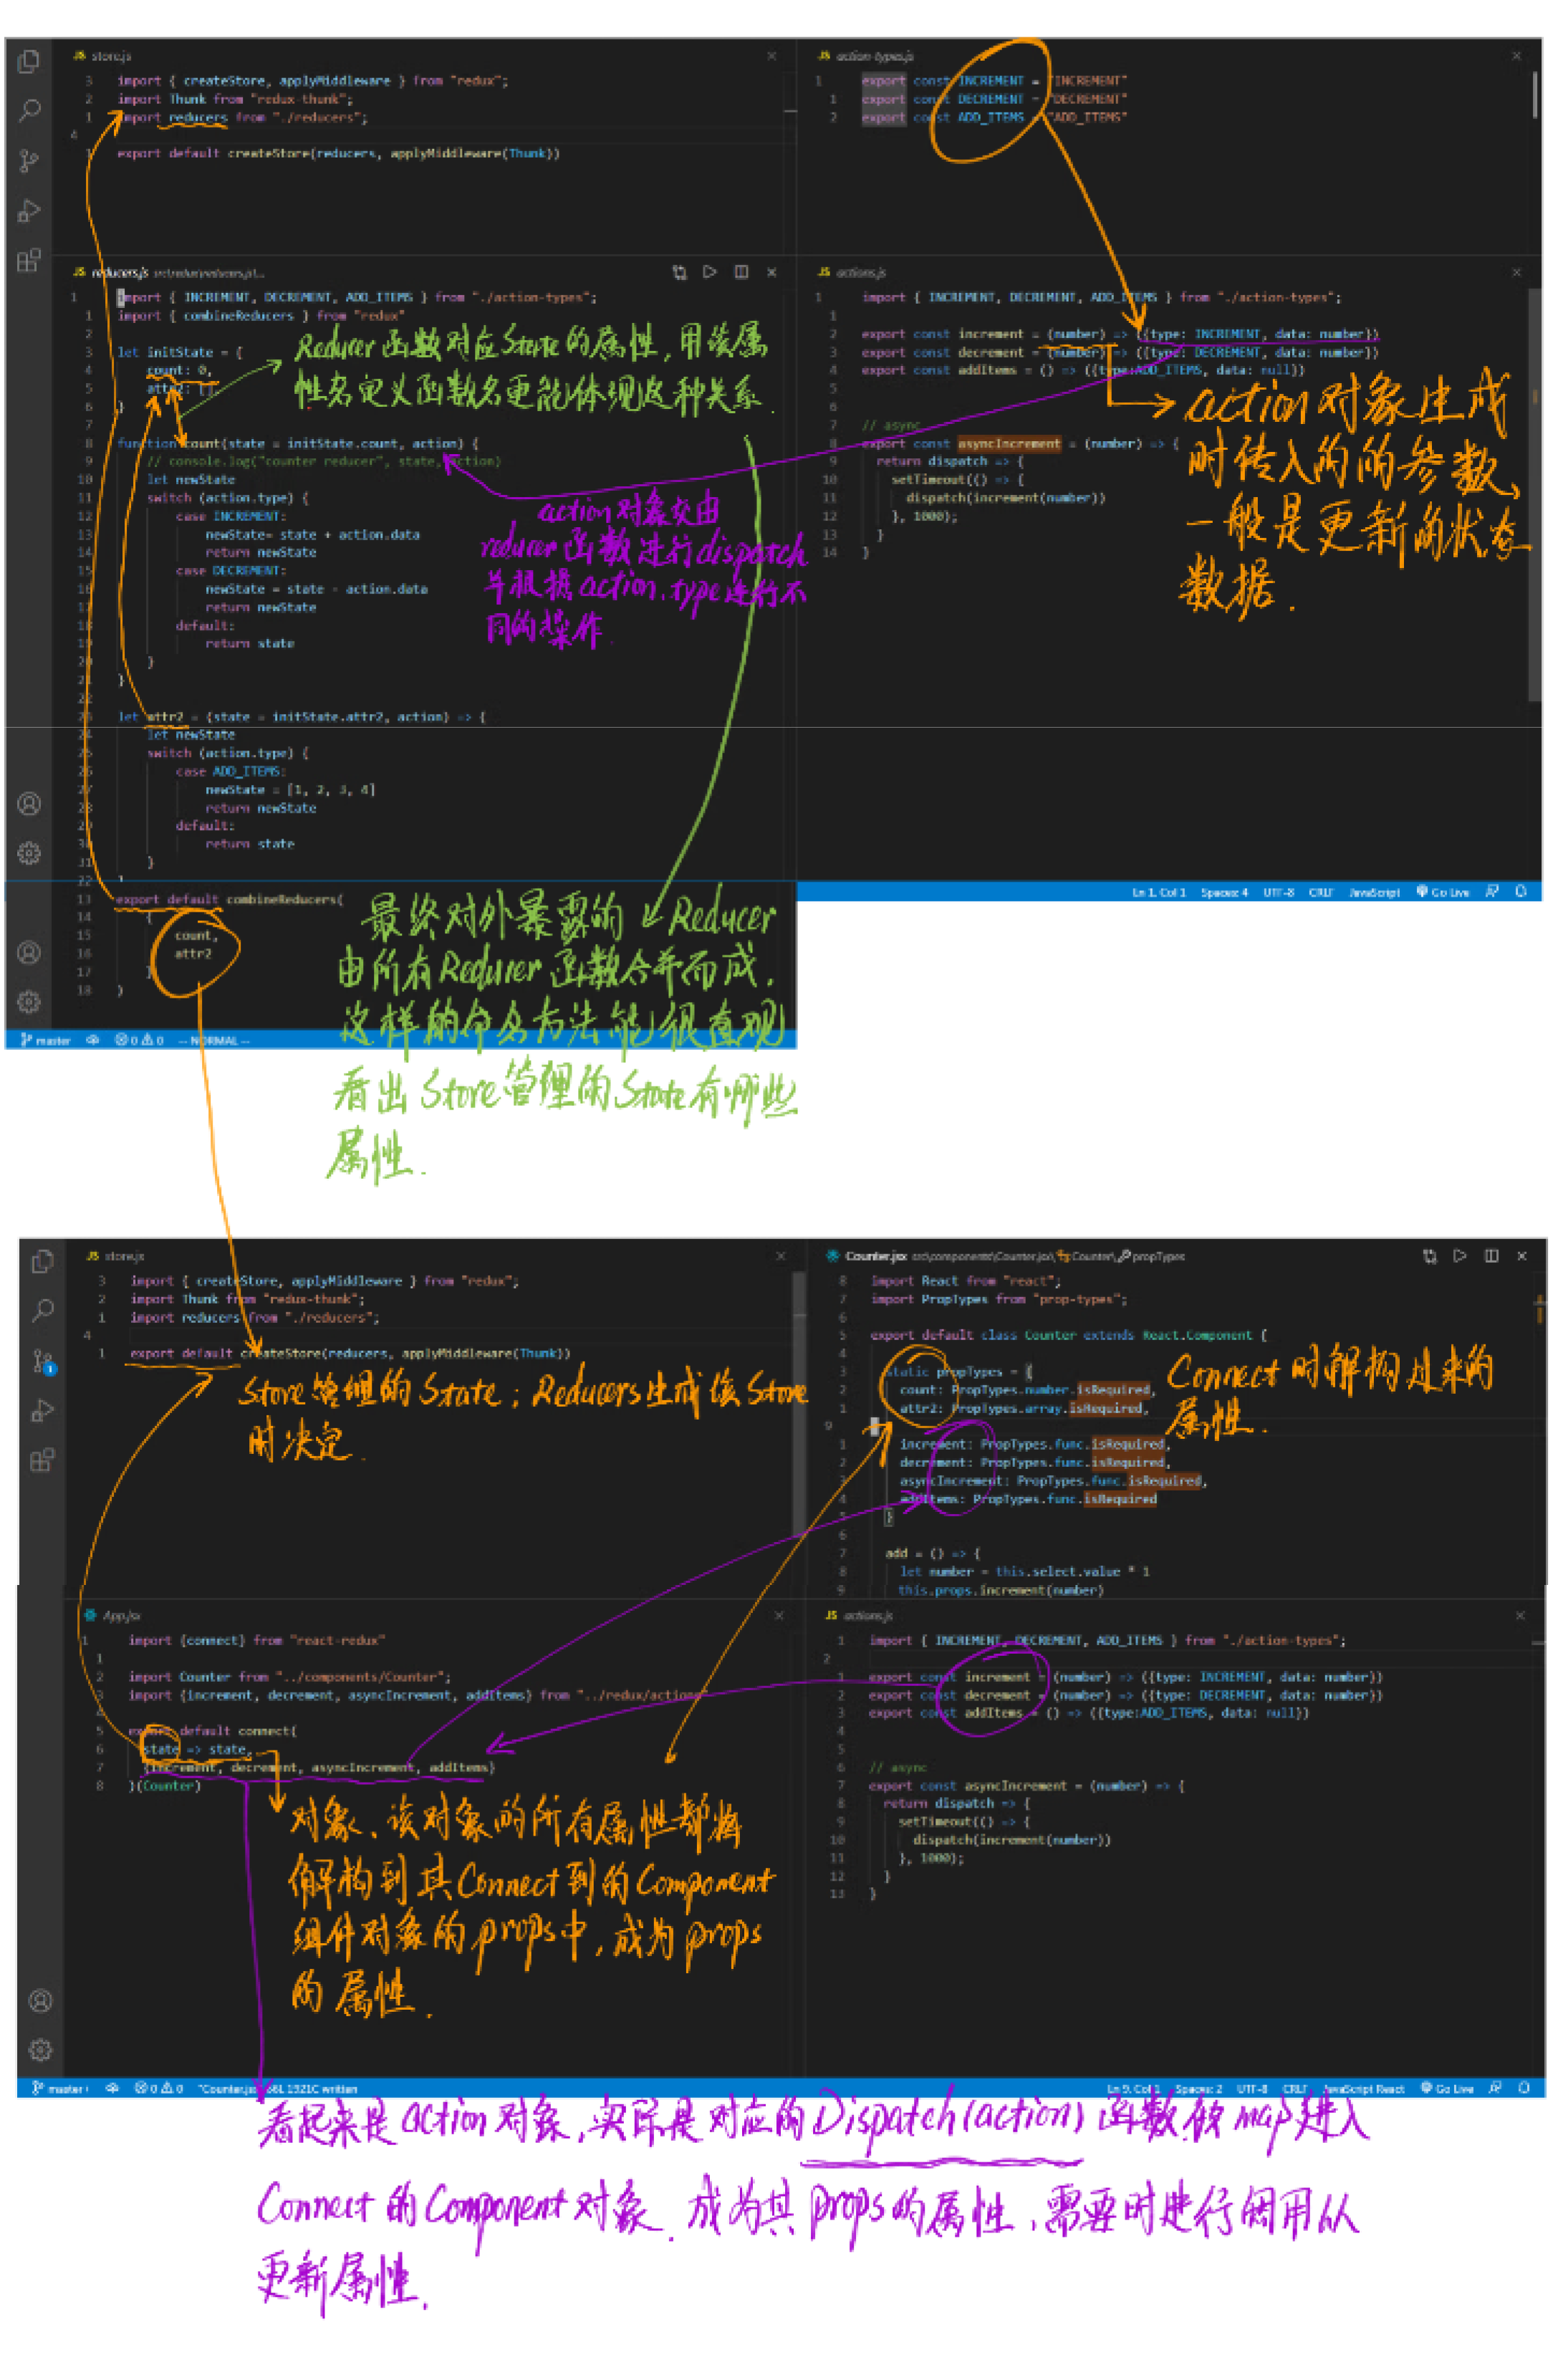 JS store.js
3 import { createStore, applyMiddleware } from "redux";
2 import Thunk from "redux-thunk";
1 import reducers from "./reducers";
4
1 export default createStore(reducers, applyMiddleware(Thunk))
JS action-types.js
1 export const INCREMENT = "INCREMENT"
1 export const DECREMENT = "DECREMENT"
2 export const ADD_ITEMS = "ADD_ITEMS"
JS reducers.js src\redux\reducers.js\...
1 import { INCREMENT, DECREMENT, ADD_ITEMS } from "./action-types";
1 import { combineReducers } from "redux"
2
3 let initState = {
4 count: 0,
5 attr2: [],
6 }
7
8 function count(state = initState.count, action) {
9 // console.log("counter reducer", state, action)
10 let newState
11 switch (action.type) {
12 case INCREMENT:
13 newState= state + action.data
14 return newState
15 case DECREMENT:
16 newState = state - action.data
17 return newState
18 default:
19 return state
20 }
21 }
22
23 let attr2 = (state = initState.attr2, action) => {
24 let newState
25 switch (action.type) {
26 case ADD_ITEMS:
27 newState = [1, 2, 3, 4]
28 return newState
29 default:
30 return state
31 }
22
13 export default combineReducers(
14 {
15 count,
16 attr2
17 }
18 )
Reducer函数对应State的属性,用该属
性名定义函数名更能体现这种关系.
action对象交由
reducer函数进行dispatch
并根据action.type进行不
同的操作.
最终对外暴露的Reducer
由所有Reducer函数合并而成.
这样的命名方法能很直观
看出Store管理的State有哪些
属性.
master 0 0 -- NORMAL --
JS actions.js
1 import { INCREMENT, DECREMENT, ADD_ITEMS } from "./action-types";
1
2 export const increment = (number) => ({type: INCREMENT, data: number})
3 export const decrement = (number) => ({type: DECREMENT, data: number})
4 export const addItems = () => ({type:ADD_ITEMS, data: null})
5
6
7 // async
8 export const asyncIncrement = (number) => {
9 return dispatch => {
10 setTimeout(() => {
11 dispatch(increment(number))
12 }, 1000);
13 }
14 }
action对象生成
时传入的的参数、
一般是更新的状态
数据.
Ln 1, Col 1 Spaces: 4 UTF-8 CRLF JavaScript Go Live
JS store.js
3 import { createStore, applyMiddleware } from "redux";
2 import Thunk from "redux-thunk";
1 import reducers from "./reducers";
4
1 export default createStore(reducers, applyMiddleware(Thunk))
Store管理的State;Reducers生成该Store
时决定.
Counter.jsx src\components\Counter.jsx\Counter\propTypes
8 import React from "react";
7 import PropTypes from "prop-types";
6
5 export default class Counter extends React.Component {
4
3 static propTypes = {
2 count: PropTypes.number.isRequired,
1 attr2: PropTypes.array.isRequired,
9
1 increment: PropTypes.func.isRequired,
2 decrement: PropTypes.func.isRequired,
3 asyncIncrement: PropTypes.func.isRequired,
4 addItems: PropTypes.func.isRequired
5 }
6
7 add = () => {
8 let number = this.select.value * 1
9 this.props.increment(number)
Connect时解构过来的
属性.
App.jsx
1 import {connect} from "react-redux"
1
2 import Counter from "../components/Counter";
3 import {increment, decrement, asyncIncrement, addItems} from "../redux/actions"
4
5 export default connect(
6 state => state,
7 {increment, decrement, asyncIncrement, addItems}
8 )(Counter)
对象、该对象的所有属性都将
解构到其Connect到的Component
组件对象的props中,成为props
的属性.
JS actions.js
1 import { INCREMENT, DECREMENT, ADD_ITEMS } from "./action-types";
2
1 export const increment = (number) => ({type: INCREMENT, data: number})
2 export const decrement = (number) => ({type: DECREMENT, data: number})
3 export const addItems = () => ({type:ADD_ITEMS, data: null})
4
5
6 // async
7 export const asyncIncrement = (number) => {
8 return dispatch => {
9 setTimeout(() => {
10 dispatch(increment(number))
11 }, 1000);
12 }
13 }
master 0 0 "Counter.jsx" 66L 1921C written
Ln 9, Col 1 Spaces: 2 UTF-8 CRLF JavaScript React Go Live
看起来是action对象,实际是对应的Dispatch(action)函数被map进入
Connect的Component对象.成为其props的属性,需要时进行调用从
更新属性.